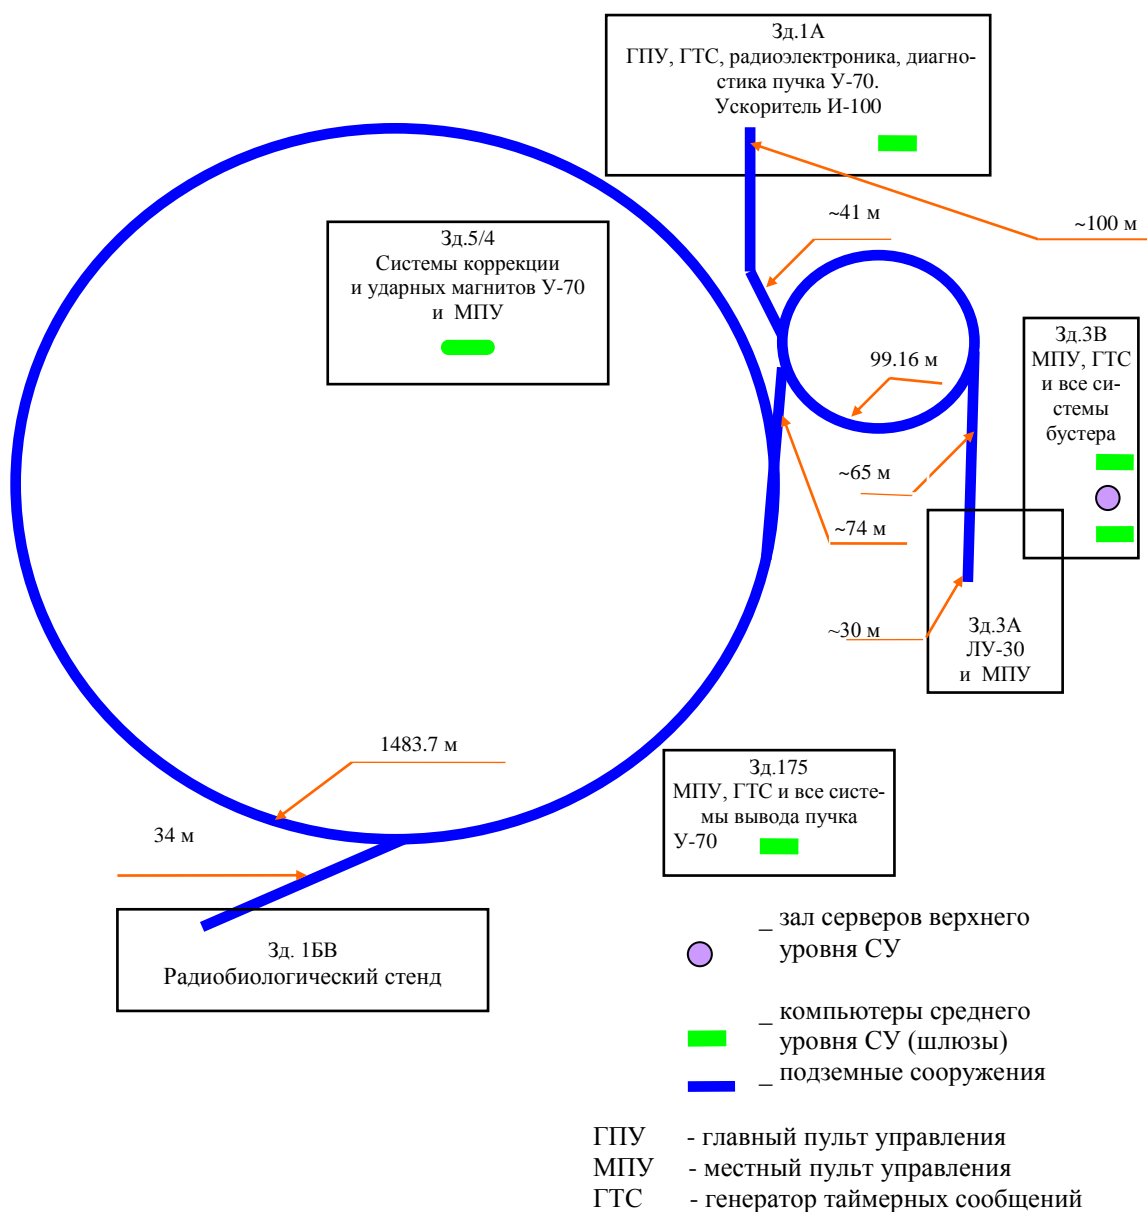 Зд.1А
ГПУ, ГТС, радиоэлектроника, диагно-
стика пучка У-70.
Ускоритель И-100
~41 м
~100 м
Зд.5/4
Системы коррекции
и ударных магнитов У-70
и МПУ
Зд.3В
МПУ, ГТС
и все си-
стемы
бустера
99.16 м
~65 м
~74 м
~30 м
Зд.3А
ЛУ-30
и МПУ
1483.7 м
34 м
Зд.175
МПУ, ГТС и все систе-
мы вывода пучка
У-70
Зд. 1БВ
Радиобиологический стенд
_ зал серверов верхнего
уровня СУ
_ компьютеры среднего
уровня СУ (шлюзы)
_ подземные сооружения
ГПУ - главный пульт управления
МПУ - местный пульт управления
ГТС - генератор таймерных сообщений